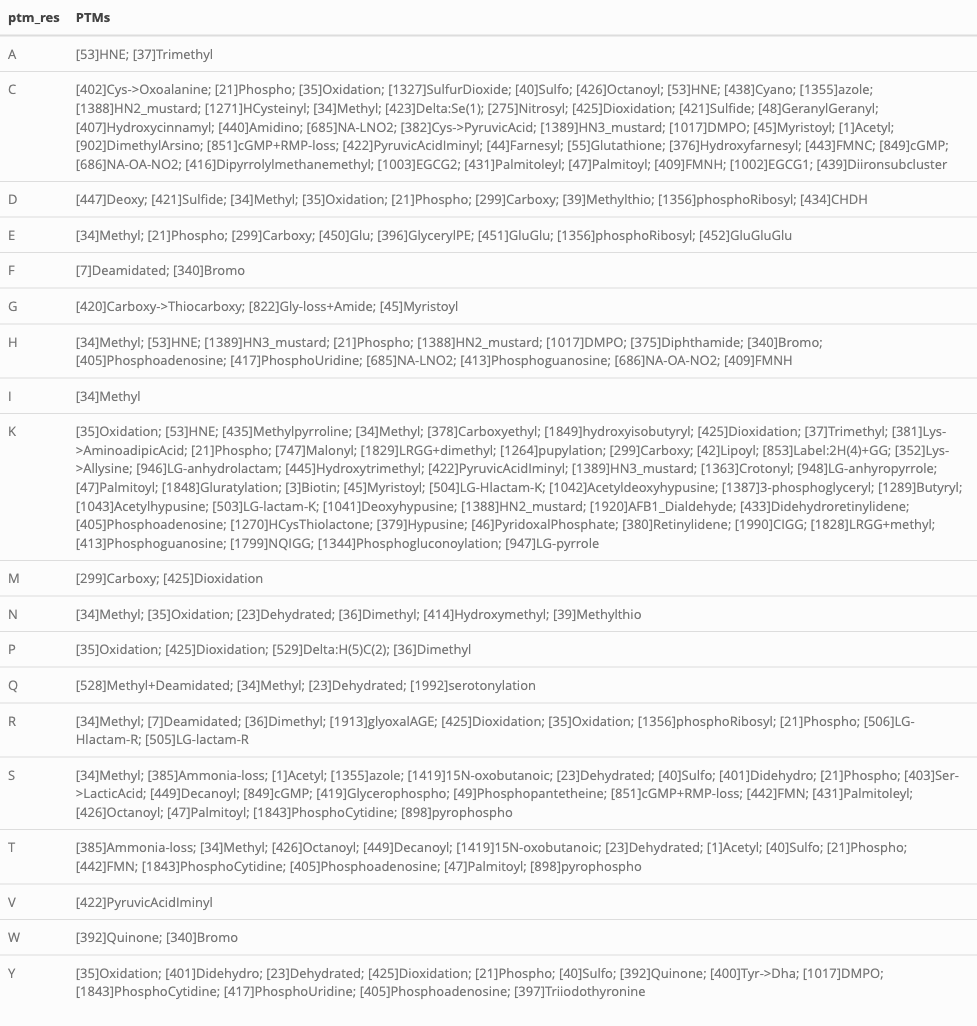 ptm_res PTMs
A [53]HNE; [37]Trimethyl
C [402]Cys->Oxoalanine; [21]Phospho; [35]Oxidation; [1327]SulfurDioxide; [40]Sulfo; [426]Octanoyl; [53]HNE; [438]Cyano; [1355]azole;
[1388]HN2_mustard; [1271]HCysteinyl; [34]Methyl; [423]Delta:Se(1); [275]Nitrosyl; [425]Dioxidation; [421]Sulfide; [48]GeranylGeranyl;
[407]Hydroxycinnamyl; [440]Amidino; [685]NA-LNO2; [382]Cys->PyruvicAcid; [1389]HN3_mustard; [1017]DMPO; [45]Myristoyl; [1]Acetyl;
[902]DimethylArsino; [851]cGMP+RMP-loss; [422]PyruvicAcidIminyl; [44]Farnesyl; [55]Glutathione; [376]Hydroxyfarnesyl; [443]FMNC; [849]cGMP;
[686]NA-OA-NO2; [416]Dipyrrolylmethanemethyl; [1003]EGCG2; [431]Palmitoleyl; [47]Palmitoyl; [409]FMNH; [1002]EGCG1; [439]Diironsubcluster
D [447]Deoxy; [421]Sulfide; [34]Methyl; [35]Oxidation; [21]Phospho; [299]Carboxy; [39]Methylthio; [1356]phosphoRibosyl; [434]CHDH
E [34]Methyl; [21]Phospho; [299]Carboxy; [450]Glu; [396]GlycerylPE; [451]GluGlu; [1356]phosphoRibosyl; [452]GluGluGlu
F [7]Deamidated; [340]Bromo
G [420]Carboxy->Thiocarboxy; [822]Gly-loss+Amide; [45]Myristoyl
H [34]Methyl; [53]HNE; [1389]HN3_mustard; [21]Phospho; [1388]HN2_mustard; [1017]DMPO; [375]Diphthamide; [340]Bromo;
[405]Phosphoadenosine; [417]PhosphoUridine; [685]NA-LNO2; [413]Phosphoguanosine; [686]NA-OA-NO2; [409]FMNH
I [34]Methyl
K [35]Oxidation; [53]HNE; [435]Methylpyrroline; [34]Methyl; [378]Carboxyethyl; [1849]hydroxyisobutyryl; [425]Dioxidation; [37]Trimethyl; [381]Lys-
>AminoadipicAcid; [21]Phospho; [747]Malonyl; [1829]LRGG+dimethyl; [1264]pupylation; [299]Carboxy; [42]Lipoyl; [853]Label:2H(4)+GG; [352]Lys-
>Allysine; [946]LG-anhydrolactam; [445]Hydroxytrimethyl; [422]PyruvicAcidIminyl; [1389]HN3_mustard; [1363]Crotonyl; [948]LG-anhyropyrrole;
[47]Palmitoyl; [1848]Gluratylation; [3]Biotin; [45]Myristoyl; [504]LG-Hlactam-K; [1042]Acetyldeoxyhypusine; [1387]3-phosphoglyceryl; [1289]Butyryl;
[1043]Acetylhypusine; [503]LG-lactam-K; [1041]Deoxyhypusine; [1388]HN2_mustard; [1920]AFB1_Dialdehyde; [433]Didehydroretinylidene;
[405]Phosphoadenosine; [1270]HCysThiolactone; [379]Hypusine; [46]PyridoxalPhosphate; [380]Retinylidene; [1990]CIGG; [1828]LRGG+methyl;
[413]Phosphoguanosine; [1799]NQIGG; [1344]Phosphogluconoylation; [947]LG-pyrrole
M [299]Carboxy; [425]Dioxidation
N [34]Methyl; [35]Oxidation; [23]Dehydrated; [36]Dimethyl; [414]Hydroxymethyl; [39]Methylthio
P [35]Oxidation; [425]Dioxidation; [529]Delta:H(5)C(2); [36]Dimethyl
Q [528]Methyl+Deamidated; [34]Methyl; [23]Dehydrated; [1992]serotonylation
R [34]Methyl; [7]Deamidated; [36]Dimethyl; [1913]glyoxalAGE; [425]Dioxidation; [35]Oxidation; [1356]phosphoRibosyl; [21]Phospho; [506]LG-
Hlactam-R; [505]LG-lactam-R
S [34]Methyl; [385]Ammonia-loss; [1]Acetyl; [1355]azole; [1419]15N-oxobutanoic; [23]Dehydrated; [40]Sulfo; [401]Didehydro; [21]Phospho; [403]Ser-
>LacticAcid; [449]Decanoyl; [849]cGMP; [419]Glycerophospho; [49]Phosphopantetheine; [851]cGMP+RMP-loss; [442]FMN; [431]Palmitoleyl;
[426]Octanoyl; [47]Palmitoyl; [1843]PhosphoCytidine; [898]pyrophospho
T [385]Ammonia-loss; [34]Methyl; [426]Octanoyl; [449]Decanoyl; [1419]15N-oxobutanoic; [23]Dehydrated; [1]Acetyl; [40]Sulfo; [21]Phospho;
[442]FMN; [1843]PhosphoCytidine; [405]Phosphoadenosine; [47]Palmitoyl; [898]pyrophospho
V [422]PyruvicAcidIminyl
W [392]Quinone; [340]Bromo
Y [35]Oxidation; [401]Didehydro; [23]Dehydrated; [425]Dioxidation; [21]Phospho; [40]Sulfo; [392]Quinone; [400]Tyr->Dha; [1017]DMPO;
[1843]PhosphoCytidine; [417]PhosphoUridine; [405]Phosphoadenosine; [397]Triiodothyronine